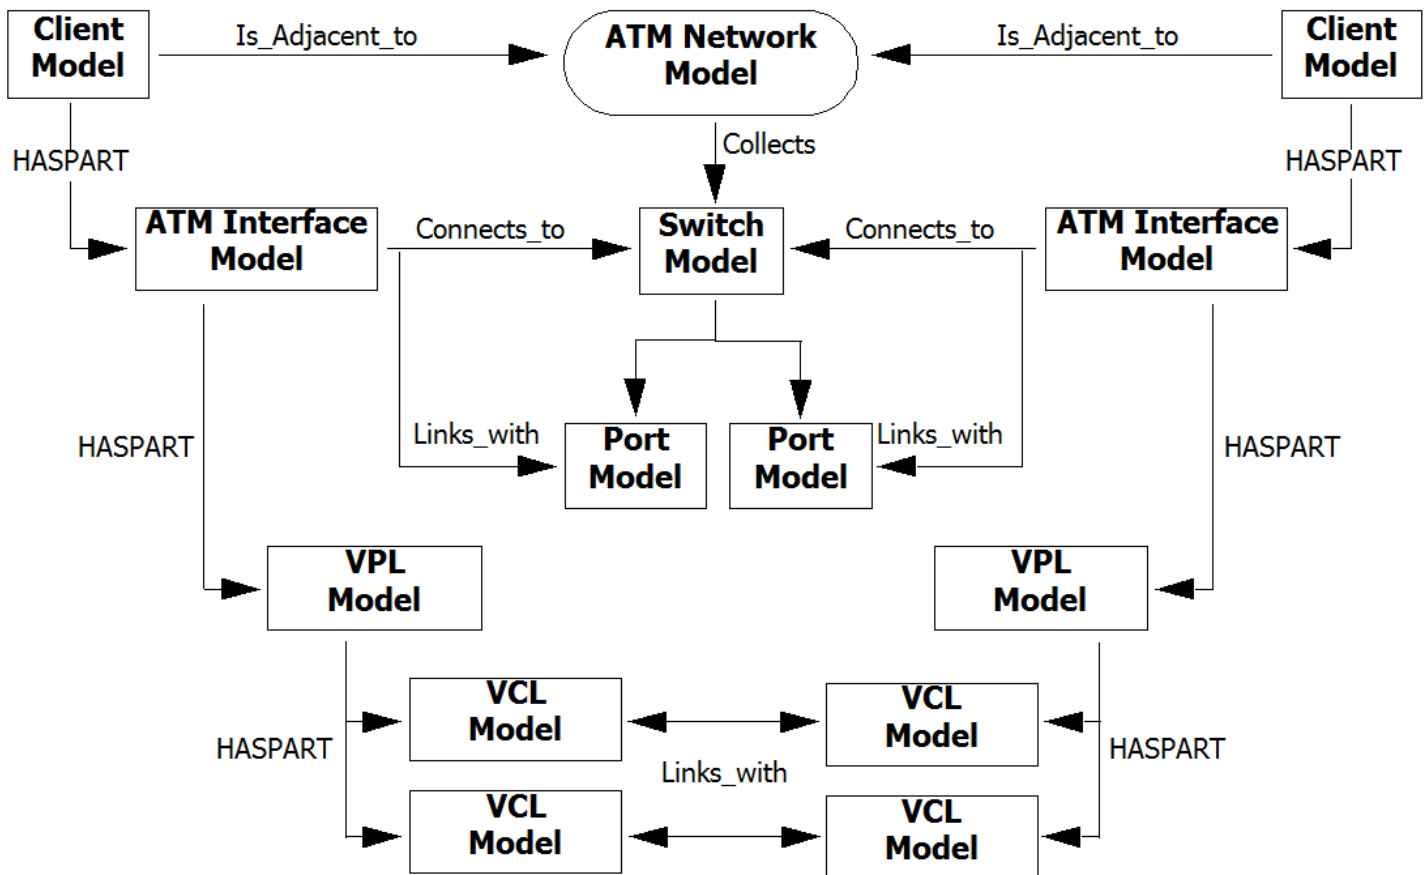 Client
Model
Is_Adjacent_to
ATM Network
Model
Is_Adjacent_to
Client
Model
HASPART
Collects
HASPART
ATM Interface
Model
Connects_to
Switch
Model
Connects_to
ATM Interface
Model
HASPART
Links_with
Port
Model
Port
Model
Links_with
HASPART
VPL
Model
VPL
Model
HASPART
VCL
Model
VCL
Model
HASPART
Links_with
VCL
Model
VCL
Model